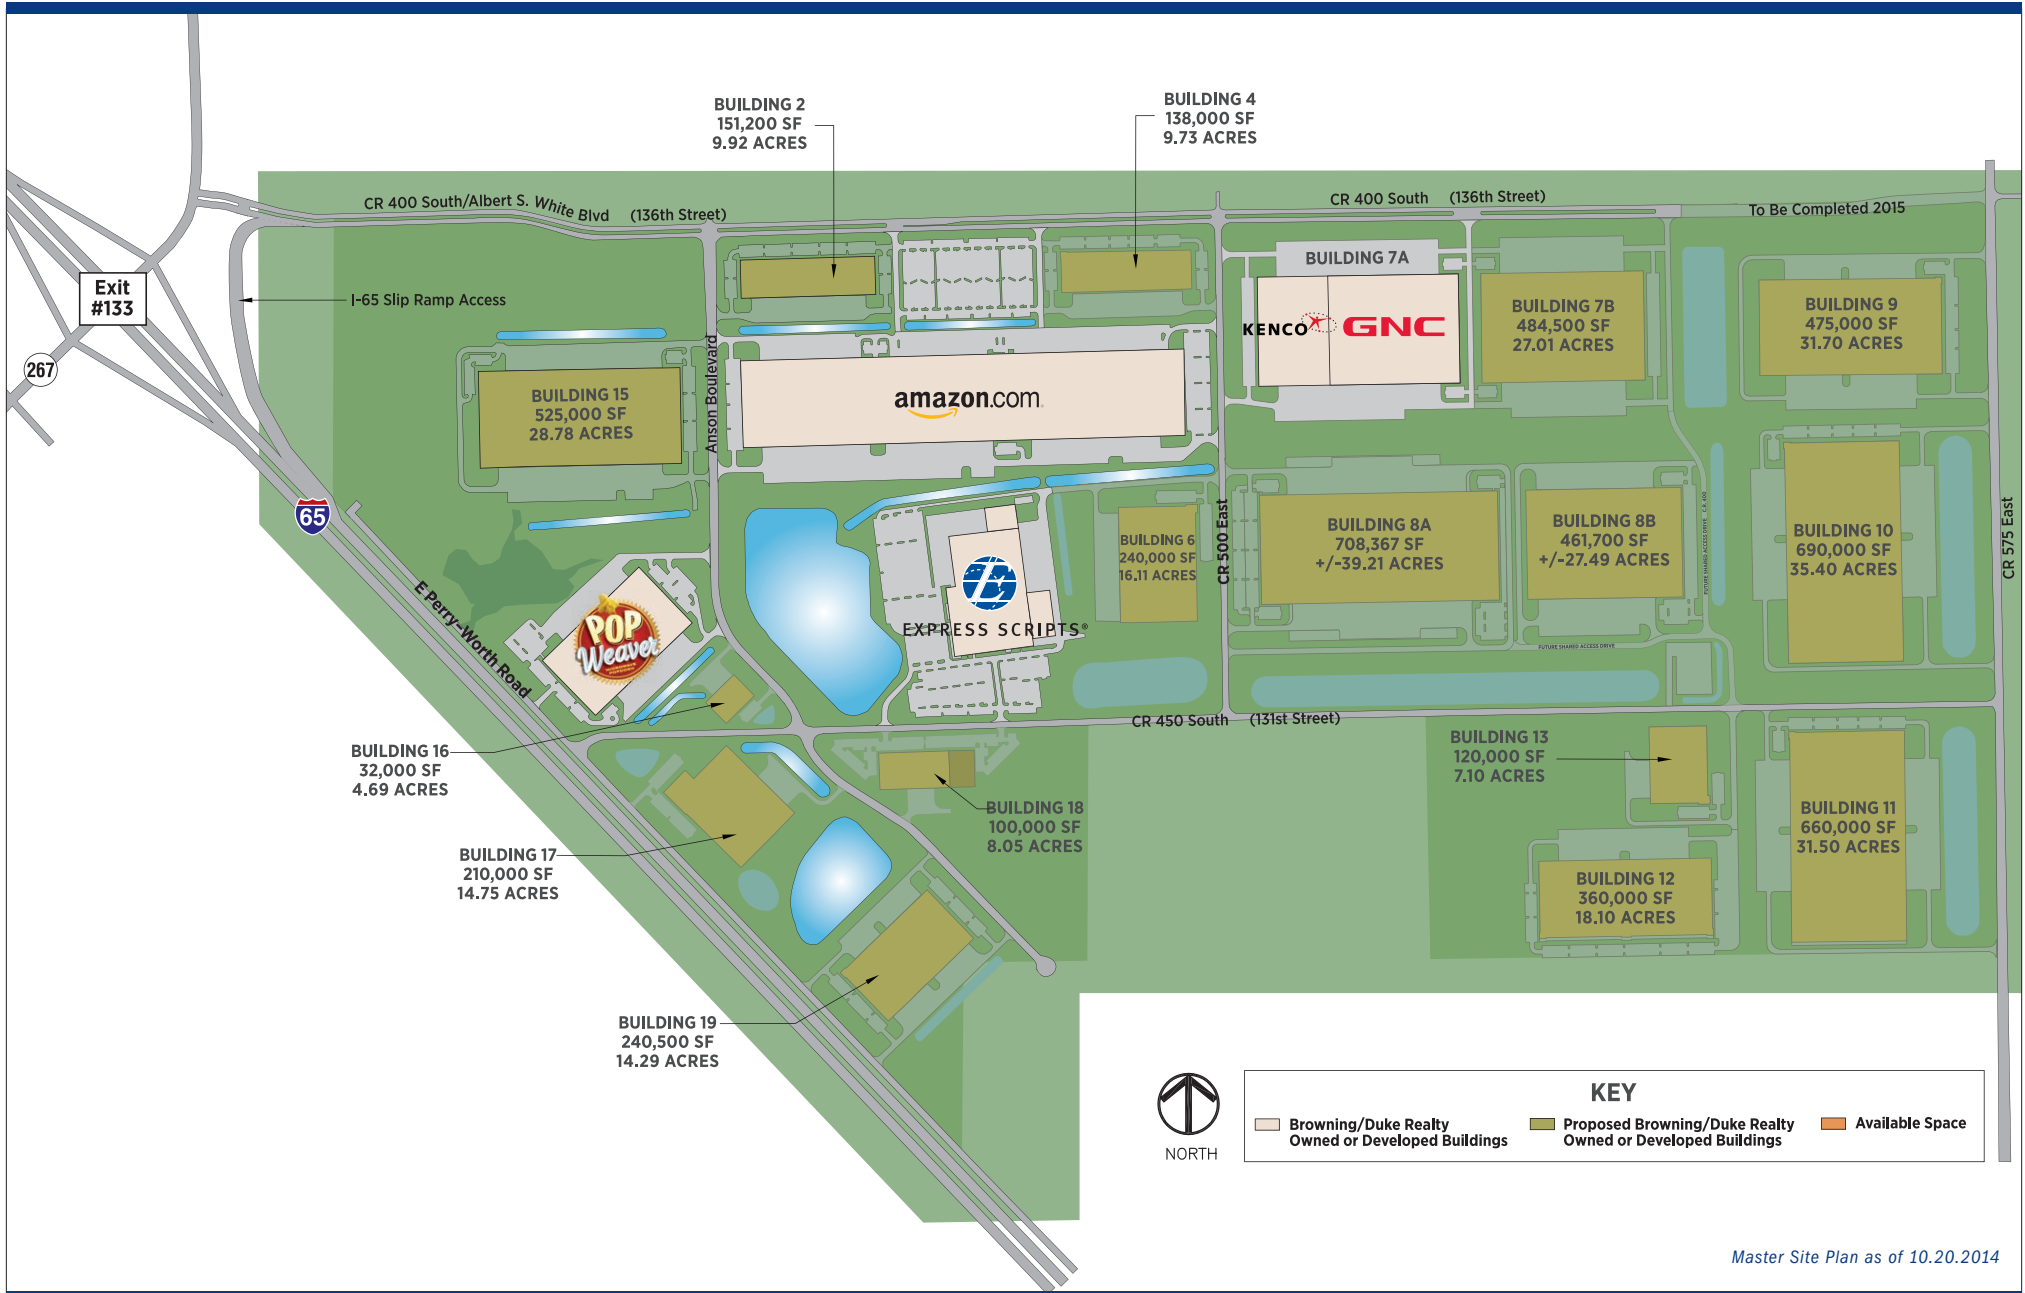 BUILDING 2
151,200 SF
9.92 ACRES
BUILDING 4
138,000 SF
9.73 ACRES
CR 400 South/Albert S. White Blvd (136th Street)
CR 400 South (136th Street)
To Be Completed 2015
Exit
#133
I-65 Slip Ramp Access
267
65
BUILDING 15
525,000 SF
28.78 ACRES
Anson Boulevard
amazon.com
BUILDING 7A
KENCO
GNC
BUILDING 7B
484,500 SF
27.01 ACRES
BUILDING 9
475,000 SF
31.70 ACRES
E Perry-Worth Road
POP
Weaver
E
EXPRESS SCRIPTS®
BUILDING 6
240,000 SF
16.11 ACRES
CR 500 East
BUILDING 8A
708,367 SF
+/-39.21 ACRES
BUILDING 8B
461,700 SF
+/-27.49 ACRES
FUTURE SHARED ACCESS DRIVE C.R. 400
FUTURE SHARED ACCESS DRIVE
BUILDING 10
690,000 SF
35.40 ACRES
CR 575 East
CR 450 South (131st Street)
BUILDING 16
32,000 SF
4.69 ACRES
BUILDING 17
210,000 SF
14.75 ACRES
BUILDING 18
100,000 SF
8.05 ACRES
BUILDING 13
120,000 SF
7.10 ACRES
BUILDING 11
660,000 SF
31.50 ACRES
BUILDING 12
360,000 SF
18.10 ACRES
BUILDING 19
240,500 SF
14.29 ACRES
NORTH
KEY
Browning/Duke Realty
Owned or Developed Buildings
Proposed Browning/Duke Realty
Owned or Developed Buildings
Available Space
Master Site Plan as of 10.20.2014